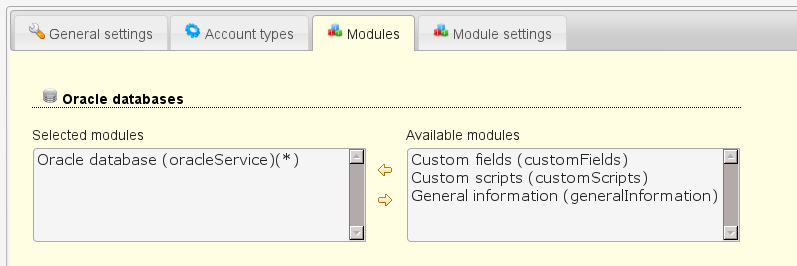 General settings Account types Modules Module settings
Oracle databases
Selected modules Available modules
Oracle database (oracleService)(*) Custom fields (customFields)
Custom scripts (customScripts)
General information (generalInformation)